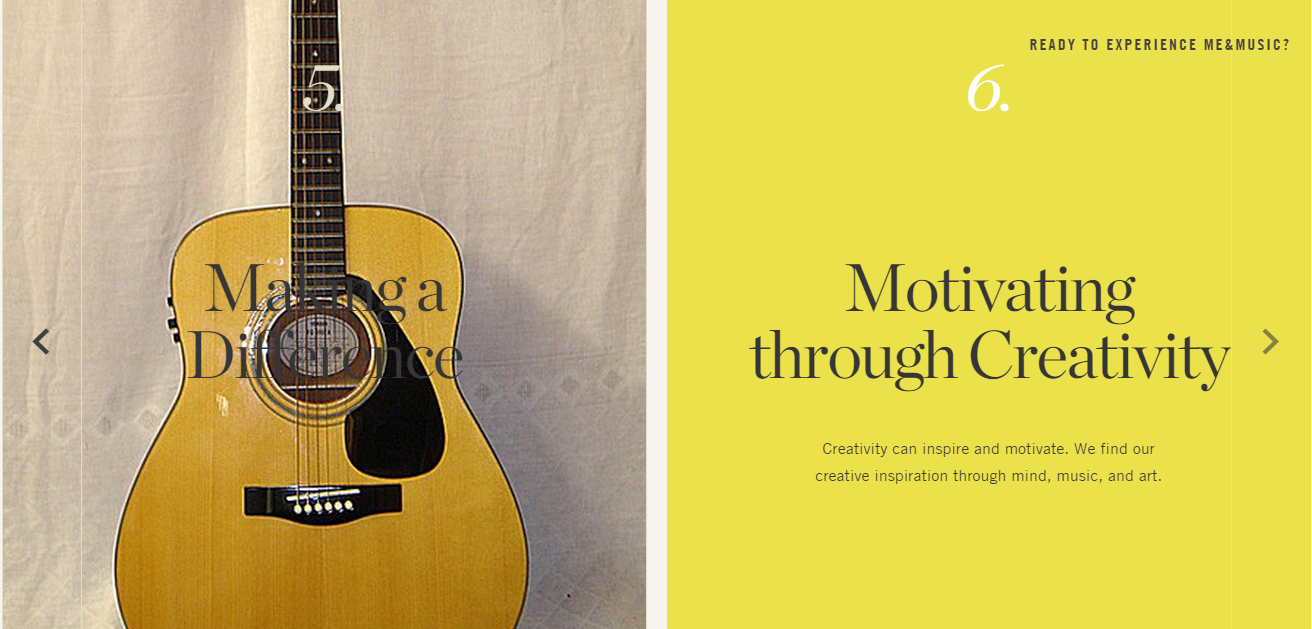 5.
Making a
Difference
READY TO EXPERIENCE ME&MUSIC?
6.
Motivating
through Creativity
Creativity can inspire and motivate. We find our
creative inspiration through mind, music, and art.